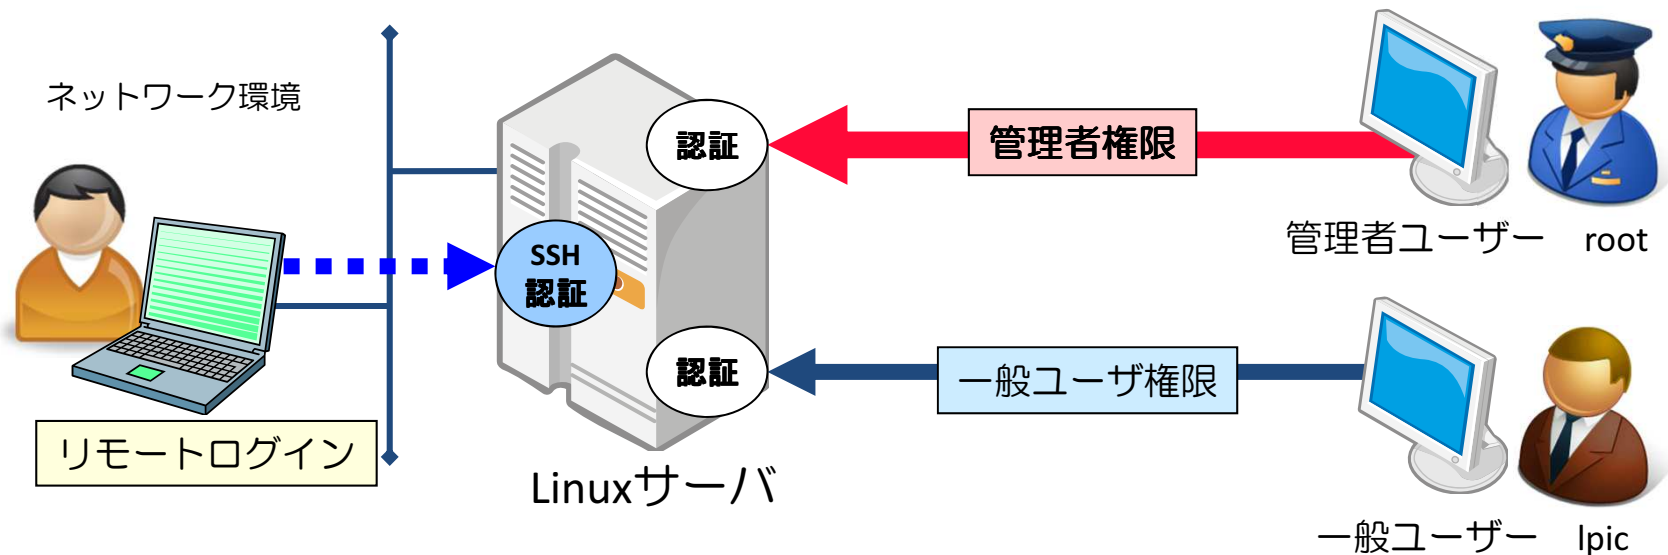 ネットワーク環境
認証
管理者権限
管理者ユーザー root
SSH
認証
認証
一般ユーザ権限
リモートログイン
Linuxサーバ
一般ユーザー lpic